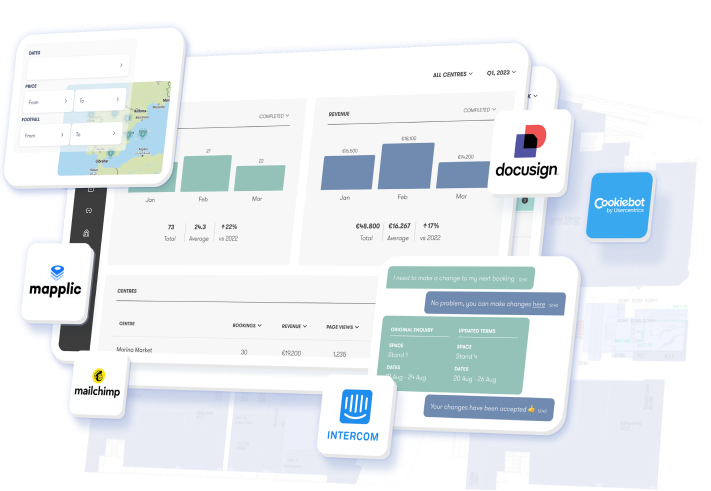 DATES
PRICE
From
To
FOOTFALL
From
To
Gibraltar
ALL CENTRES
Q1, 2023
COMPLETED
21
20
Jan
Feb
Mar
73
24.3
22%
Total
Average
vs 2022
REVENUE
COMPLETED
€16,500
€18,100
€14,200
Jan
Feb
Mar
€48.800
€16.267
17%
Total
Average
vs 2022
docusign
Cookiebot
by Usercentrics
mapplic
mailchimp
INTERCOM
CENTRES
CENTRE
BOOKINGS
REVENUE
PAGE VIEWS
Marina Market
30
€19,200
1,235
I need to make a change to my next booking
No problem, you can make changes here
ORIGINAL ENQUIRY
UPDATED TERMS
SPACE
SPACE
Stand 1
Stand 4
DATES
DATES
Aug - 24 Aug
20 Aug - 26 Aug
Your changes have been accepted 👍